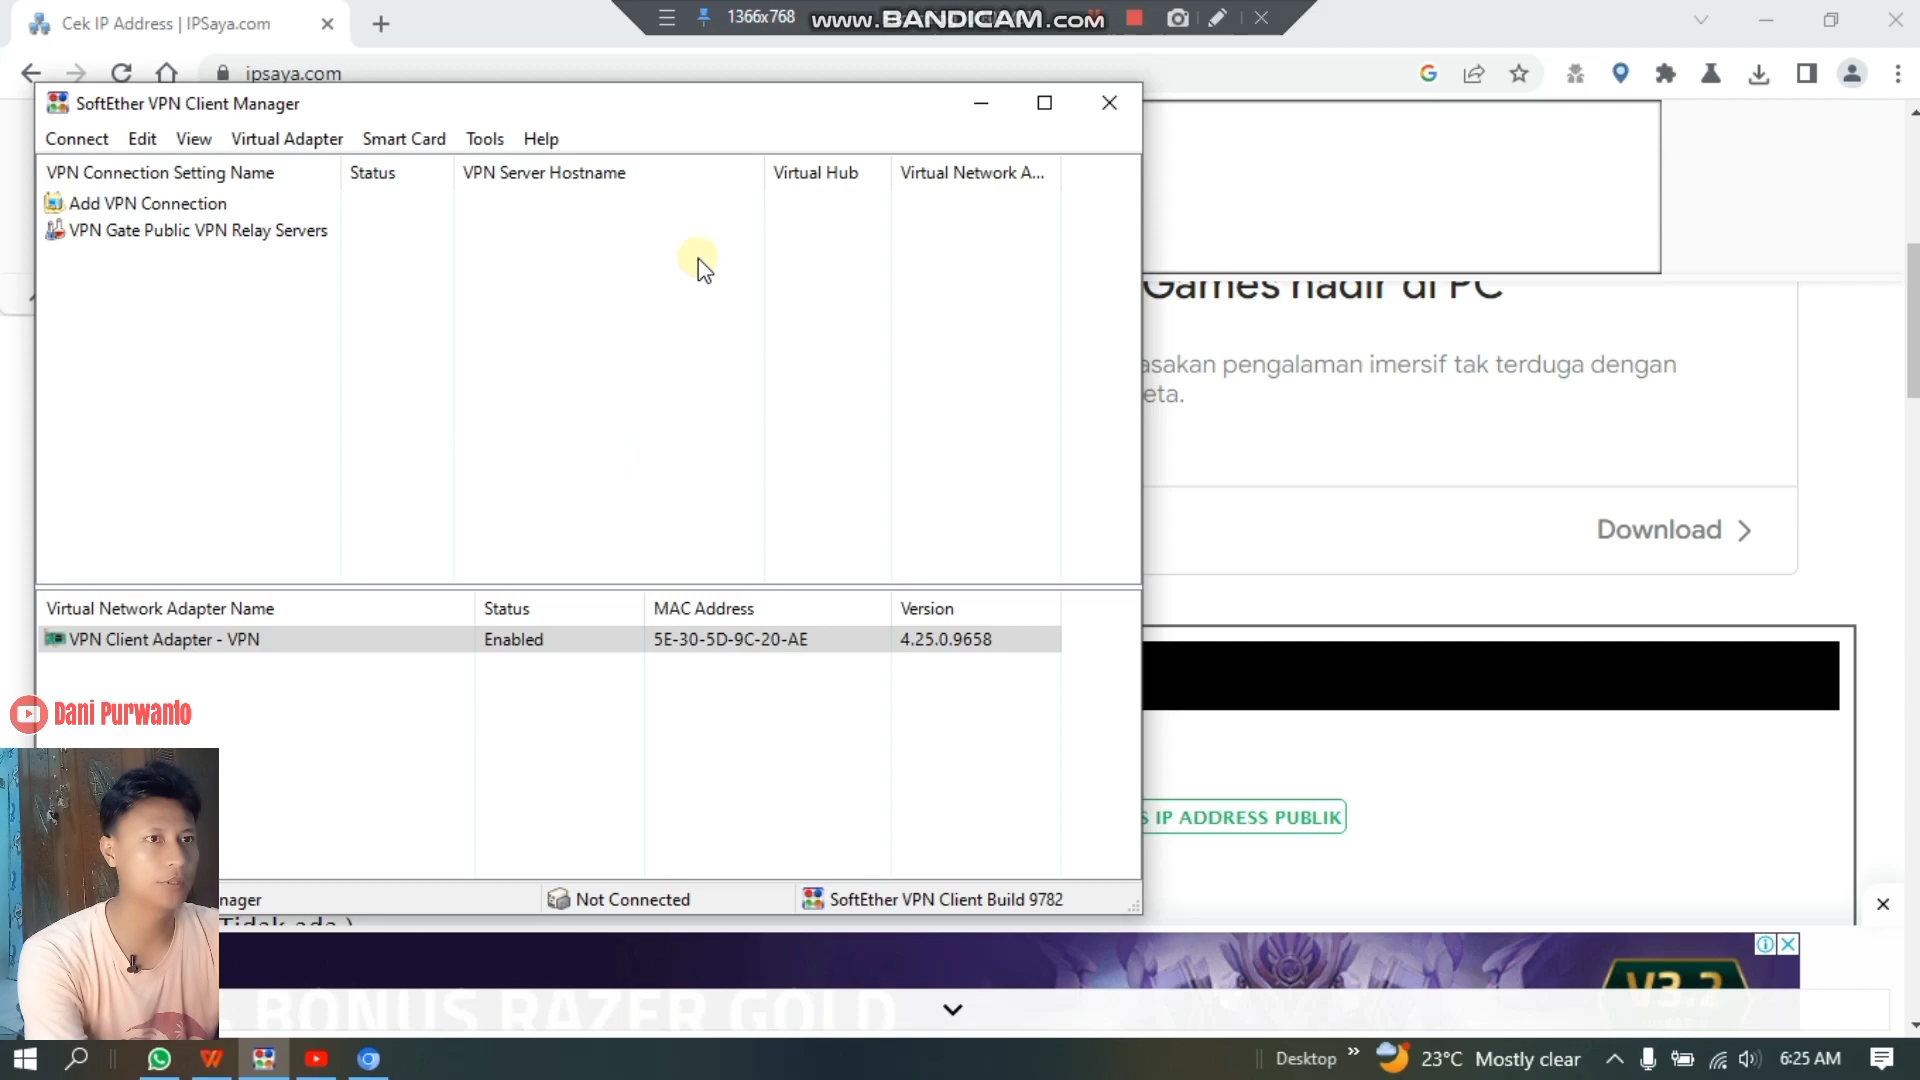 Cek IP Address | IPSaya.com
1366x768
www.BANDICAM.com
ipsaya.com
SoftEther VPN Client Manager
Connect Edit View Virtual Adapter Smart Card Tools Help
VPN Connection Setting Name Status VPN Server Hostname Virtual Hub Virtual Network A...
Add VPN Connection
VPN Gate Public VPN Relay Servers
Games hadir di PC
asakan pengalaman imersif tak terduga dengan
eta.
Download
Virtual Network Adapter Name Status MAC Address Version
VPN Client Adapter - VPN Enabled 5E-30-5D-9C-20-AE 4.25.0.9658
Dani Purwanto
S IP ADDRESS PUBLIK
nager Not Connected SoftEther VPN Client Build 9782
Tidak ada )
V3.2
BONUS RAZER GOLD
Desktop 23°C Mostly clear 6:25 AM